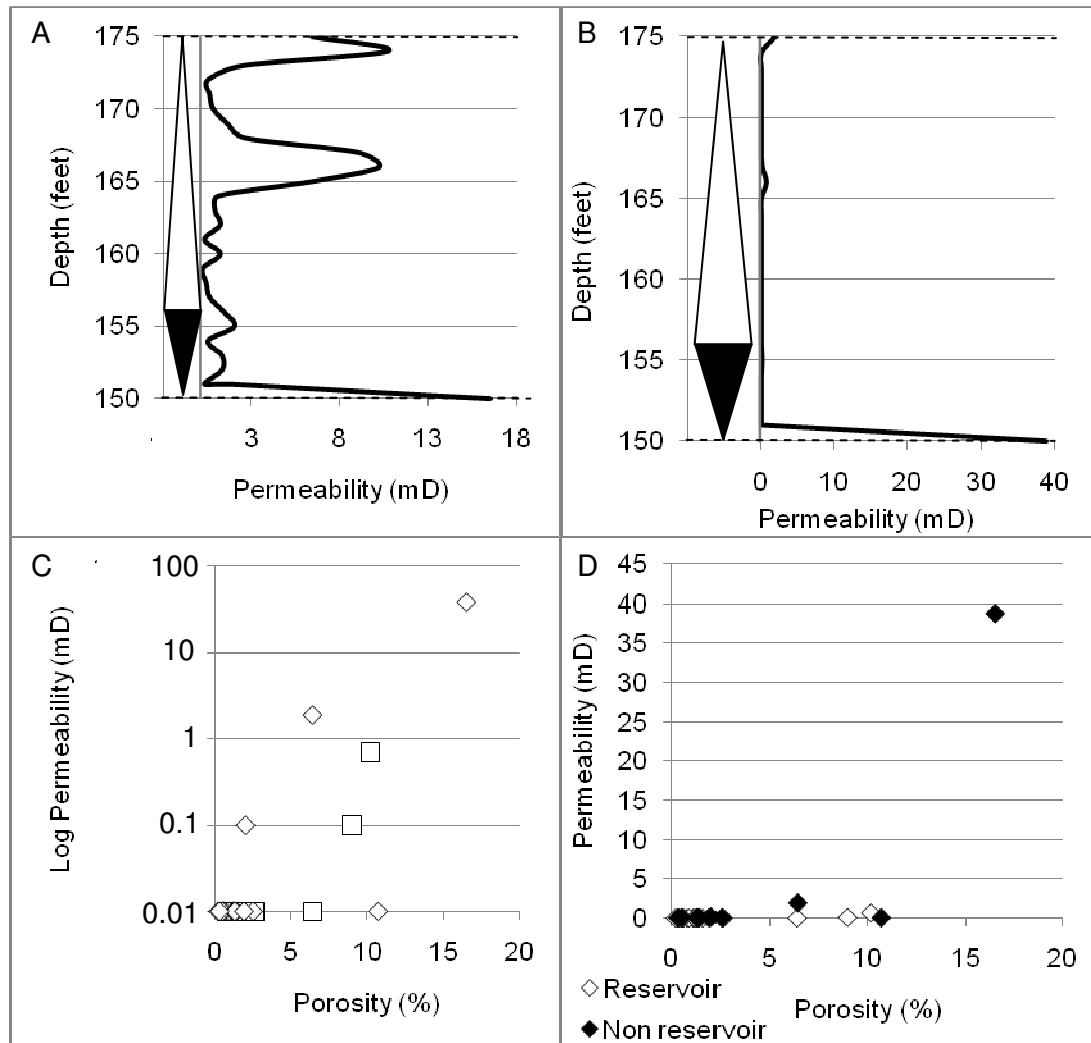 A
175
170
165
160
155
150
Depth (feet)
3 8 13 18
Permeability (mD)
B
175
170
165
160
155
150
Depth (feet)
0 10 20 30 40
Permeability (mD)
C
100
10
1
0.1
0.01
Log Permeability (mD)
0 5 10 15 20
Porosity (%)
D
45
40
35
30
25
20
15
10
5
0
Permeability (mD)
0 5 10 15 20
Porosity (%)
Reservoir
Non reservoir